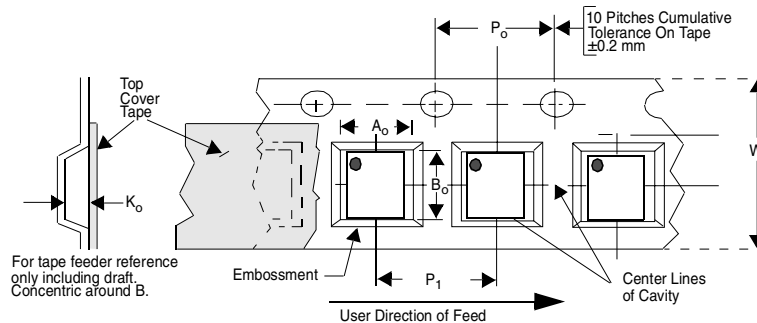 10 Pitches Cumulative
Tolerance On Tape
±0.2 mm
Po
Top
Cover
Tape
Ao
W
Bo
Ko
For tape feeder reference
only including draft.
Concentric around B.
Embossment
P1
Center Lines
of Cavity
User Direction of Feed